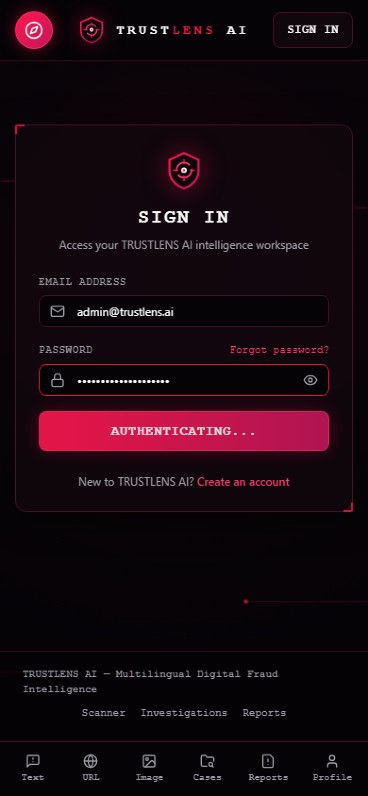 TRUSTLENS AI
SIGN IN
SIGN IN
Access your TRUSTLENS AI intelligence workspace
EMAIL ADDRESS
admin@trustlens.ai
PASSWORD Forgot password?
••••••••••••••••••••
AUTHENTICATING...
New to TRUSTLENS AI? Create an account
TRUSTLENS AI — Multilingual Digital Fraud
Intelligence
Scanner Investigations Reports
Text URL Image Cases Reports Profile